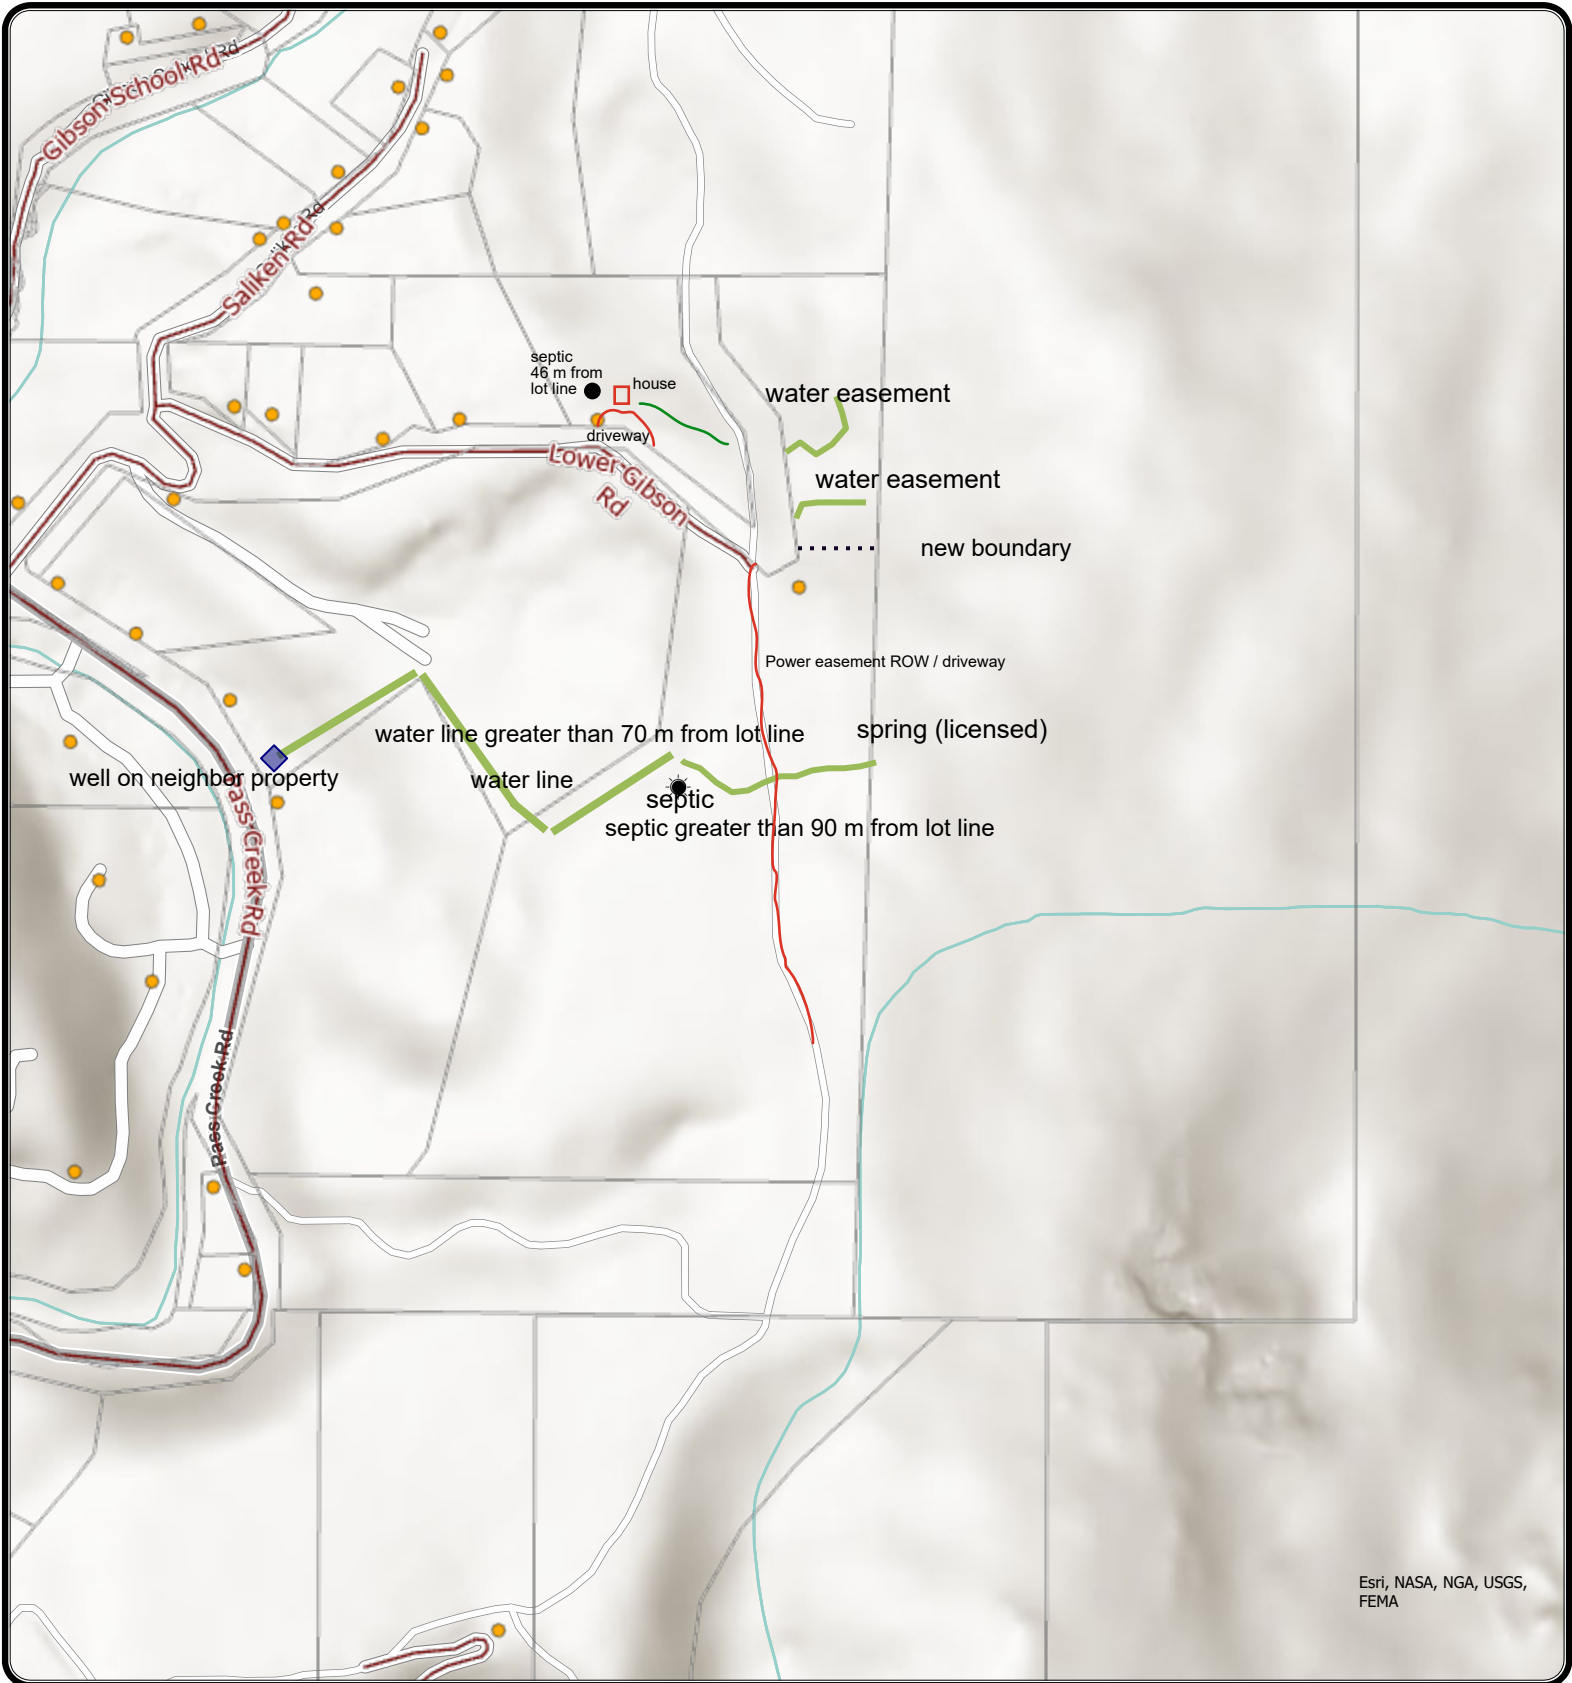 Gibson School Rd
Saliken Rd
septic
46 m from
lot line
house
driveway
water easement
Lower Gibson
Rd
water easement
new boundary
Power easement ROW / driveway
spring (licensed)
water line greater than 70 m from lot line
well on neighbor property
water line
septic
septic greater than 90 m from lot line
Pass Creek Rd
Pass Creek Rd
Esri, NASA, NGA, USGS,
FEMA